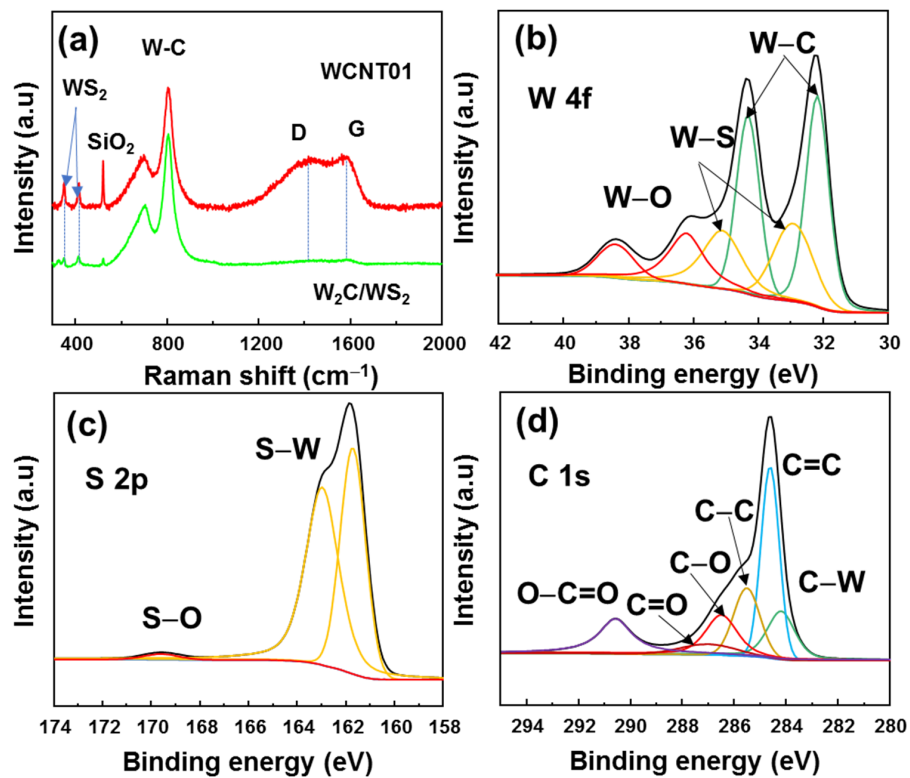 (a)
W-C
WCNT01
WS2
SiO2
D
G
W2C/WS2
Intensity (a.u)
400
800
1200
1600
2000
Raman shift (cm−1)
(b)
W−C
W 4f
W−S
W−O
Intensity (a.u)
42
40
38
36
34
32
30
Binding energy (eV)
(c)
S−W
S 2p
S−O
Intensity (a.u)
174
172
170
168
166
164
162
160
158
Binding energy (eV)
(d)
C=C
C 1s
C−C
C−O
C−W
O−C=O
C=O
Intensity (a.u)
294
292
290
288
286
284
282
280
Binding energy (eV)